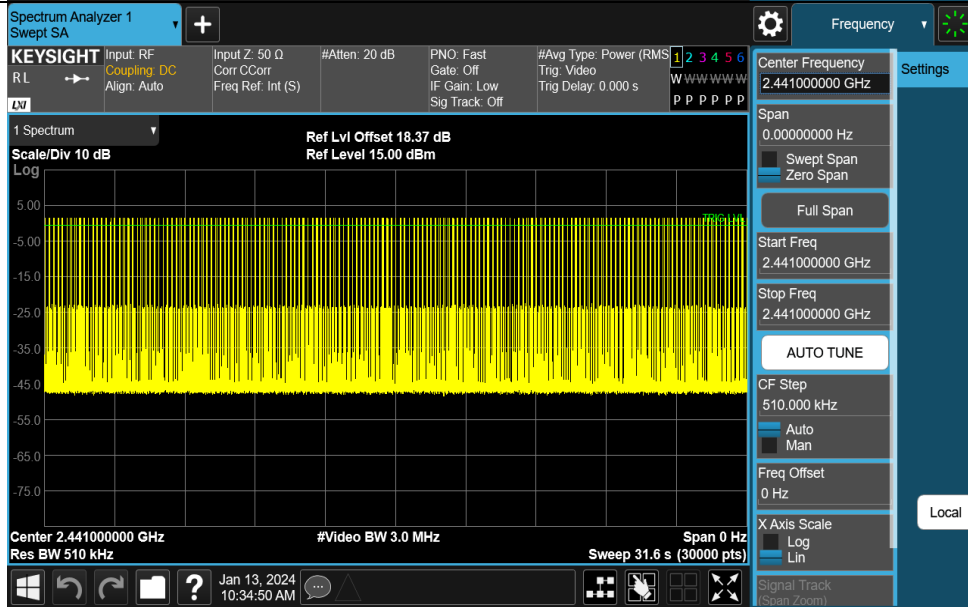 Spectrum Analyzer 1
Swept SA
Frequency
KEYSIGHT
RL
LXI
Input: RF
Coupling: DC
Align: Auto
Input Z: 50 Ω
Corr CCorr
Freq Ref: Int (S)
#Atten: 20 dB
PNO: Fast
Gate: Off
IF Gain: Low
Sig Track: Off
#Avg Type: Power (RMS
Trig: Video
Trig Delay: 0.000 s
1 2 3 4 5 6
W W W W W W
P P P P P P
1 Spectrum
Scale/Div 10 dB
Log
Ref Lvl Offset 18.37 dB
Ref Level 15.00 dBm
5.00
-5.00
-15.0
-25.0
-35.0
-45.0
-55.0
-65.0
-75.0
TRIG LVL
Center 2.441000000 GHz
Res BW 510 kHz
#Video BW 3.0 MHz
Span 0 Hz
Sweep 31.6 s (30000 pts)
Center Frequency
2.441000000 GHz
Settings
Span
0.00000000 Hz
Swept Span
Zero Span
Full Span
Start Freq
2.441000000 GHz
Stop Freq
2.441000000 GHz
AUTO TUNE
CF Step
510.000 kHz
Auto
Man
Freq Offset
0 Hz
Local
X Axis Scale
Log
Lin
Signal Track
(Span Zoom)
?
Jan 13, 2024
10:34:50 AM